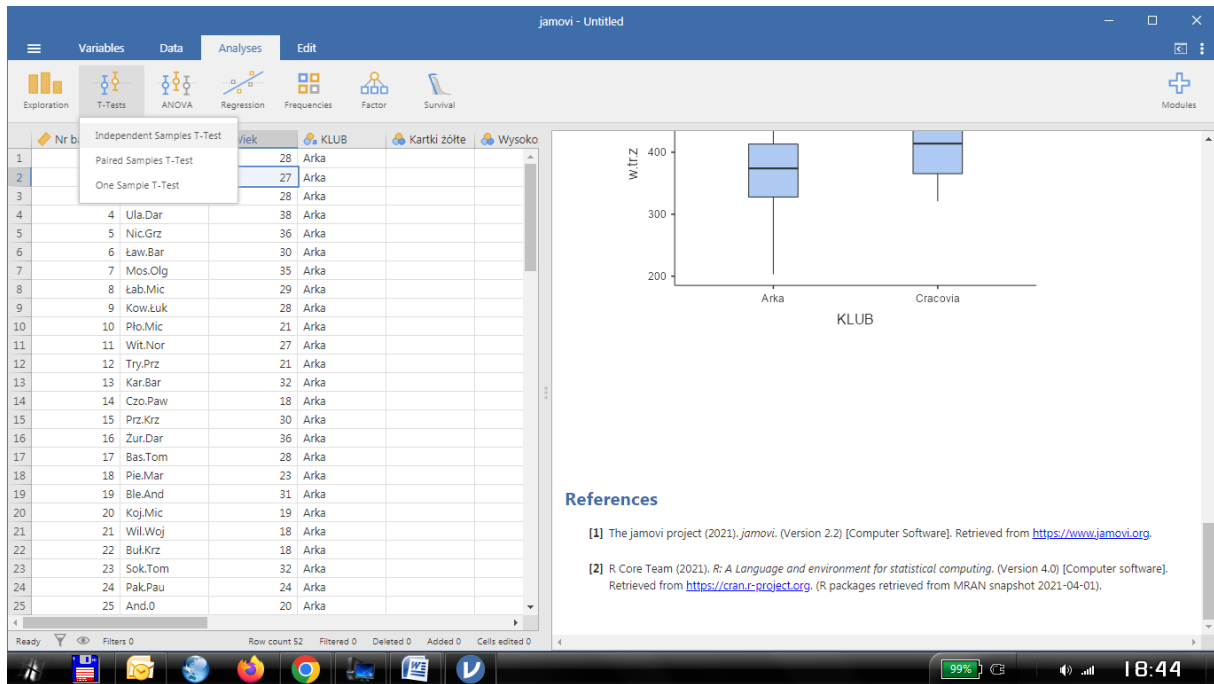 jamovi - Untitled
Variables Data Analyses Edit
Exploration T-Tests ANOVA Regression Frequencies Factor Survival Modules
Independent Samples T-Test
Paired Samples T-Test
One Sample T-Test
KLUB Kartki żółte Wysoko
1 28 Arka
2 27 Arka
3 28 Arka
4 4 Ula.Dar 38 Arka
5 5 Nic.Grz 36 Arka
6 6 Ław.Bar 30 Arka
7 7 Mos.Olg 35 Arka
8 8 Łab.Mic 29 Arka
9 9 Kow.Łuk 28 Arka
10 10 Pło.Mic 21 Arka
11 11 Wit.Nor 27 Arka
12 12 Try.Prz 21 Arka
13 13 Kar.Bar 32 Arka
14 14 Czo.Paw 18 Arka
15 15 Prz.Krz 30 Arka
16 16 Żur.Dar 36 Arka
17 17 Bas.Tom 28 Arka
18 18 Pie.Mar 23 Arka
19 19 Ble.And 31 Arka
20 20 Koj.Mic 19 Arka
21 21 Wil.Woj 18 Arka
22 22 Buł.Krz 18 Arka
23 23 Sok.Tom 32 Arka
24 24 Pak.Pau 24 Arka
25 25 And.0 20 Arka
Ready Filters 0 Row count 52 Filtered 0 Deleted 0 Added 0 Cells edited 0
w.tr.z
400
300
200
Arka Cracovia
KLUB
References
[1] The jamovi project (2021). jamovi. (Version 2.2) [Computer Software]. Retrieved from https://www.jamovi.org.
[2] R Core Team (2021). R: A Language and environment for statistical computing. (Version 4.0) [Computer software].
Retrieved from https://cran.r-project.org. (R packages retrieved from MRAN snapshot 2021-04-01).
99% 18:44